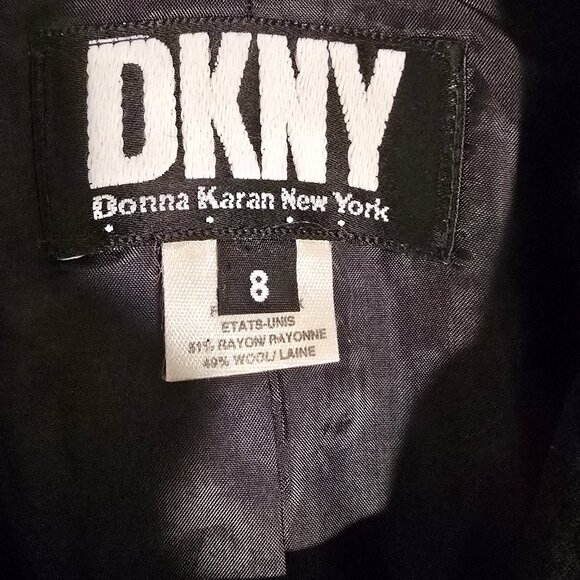 DKNY
Donna Karan New York
8
ETATS-UNIS
51% RAYON/RAYONNE
49% WOOL/LAINE